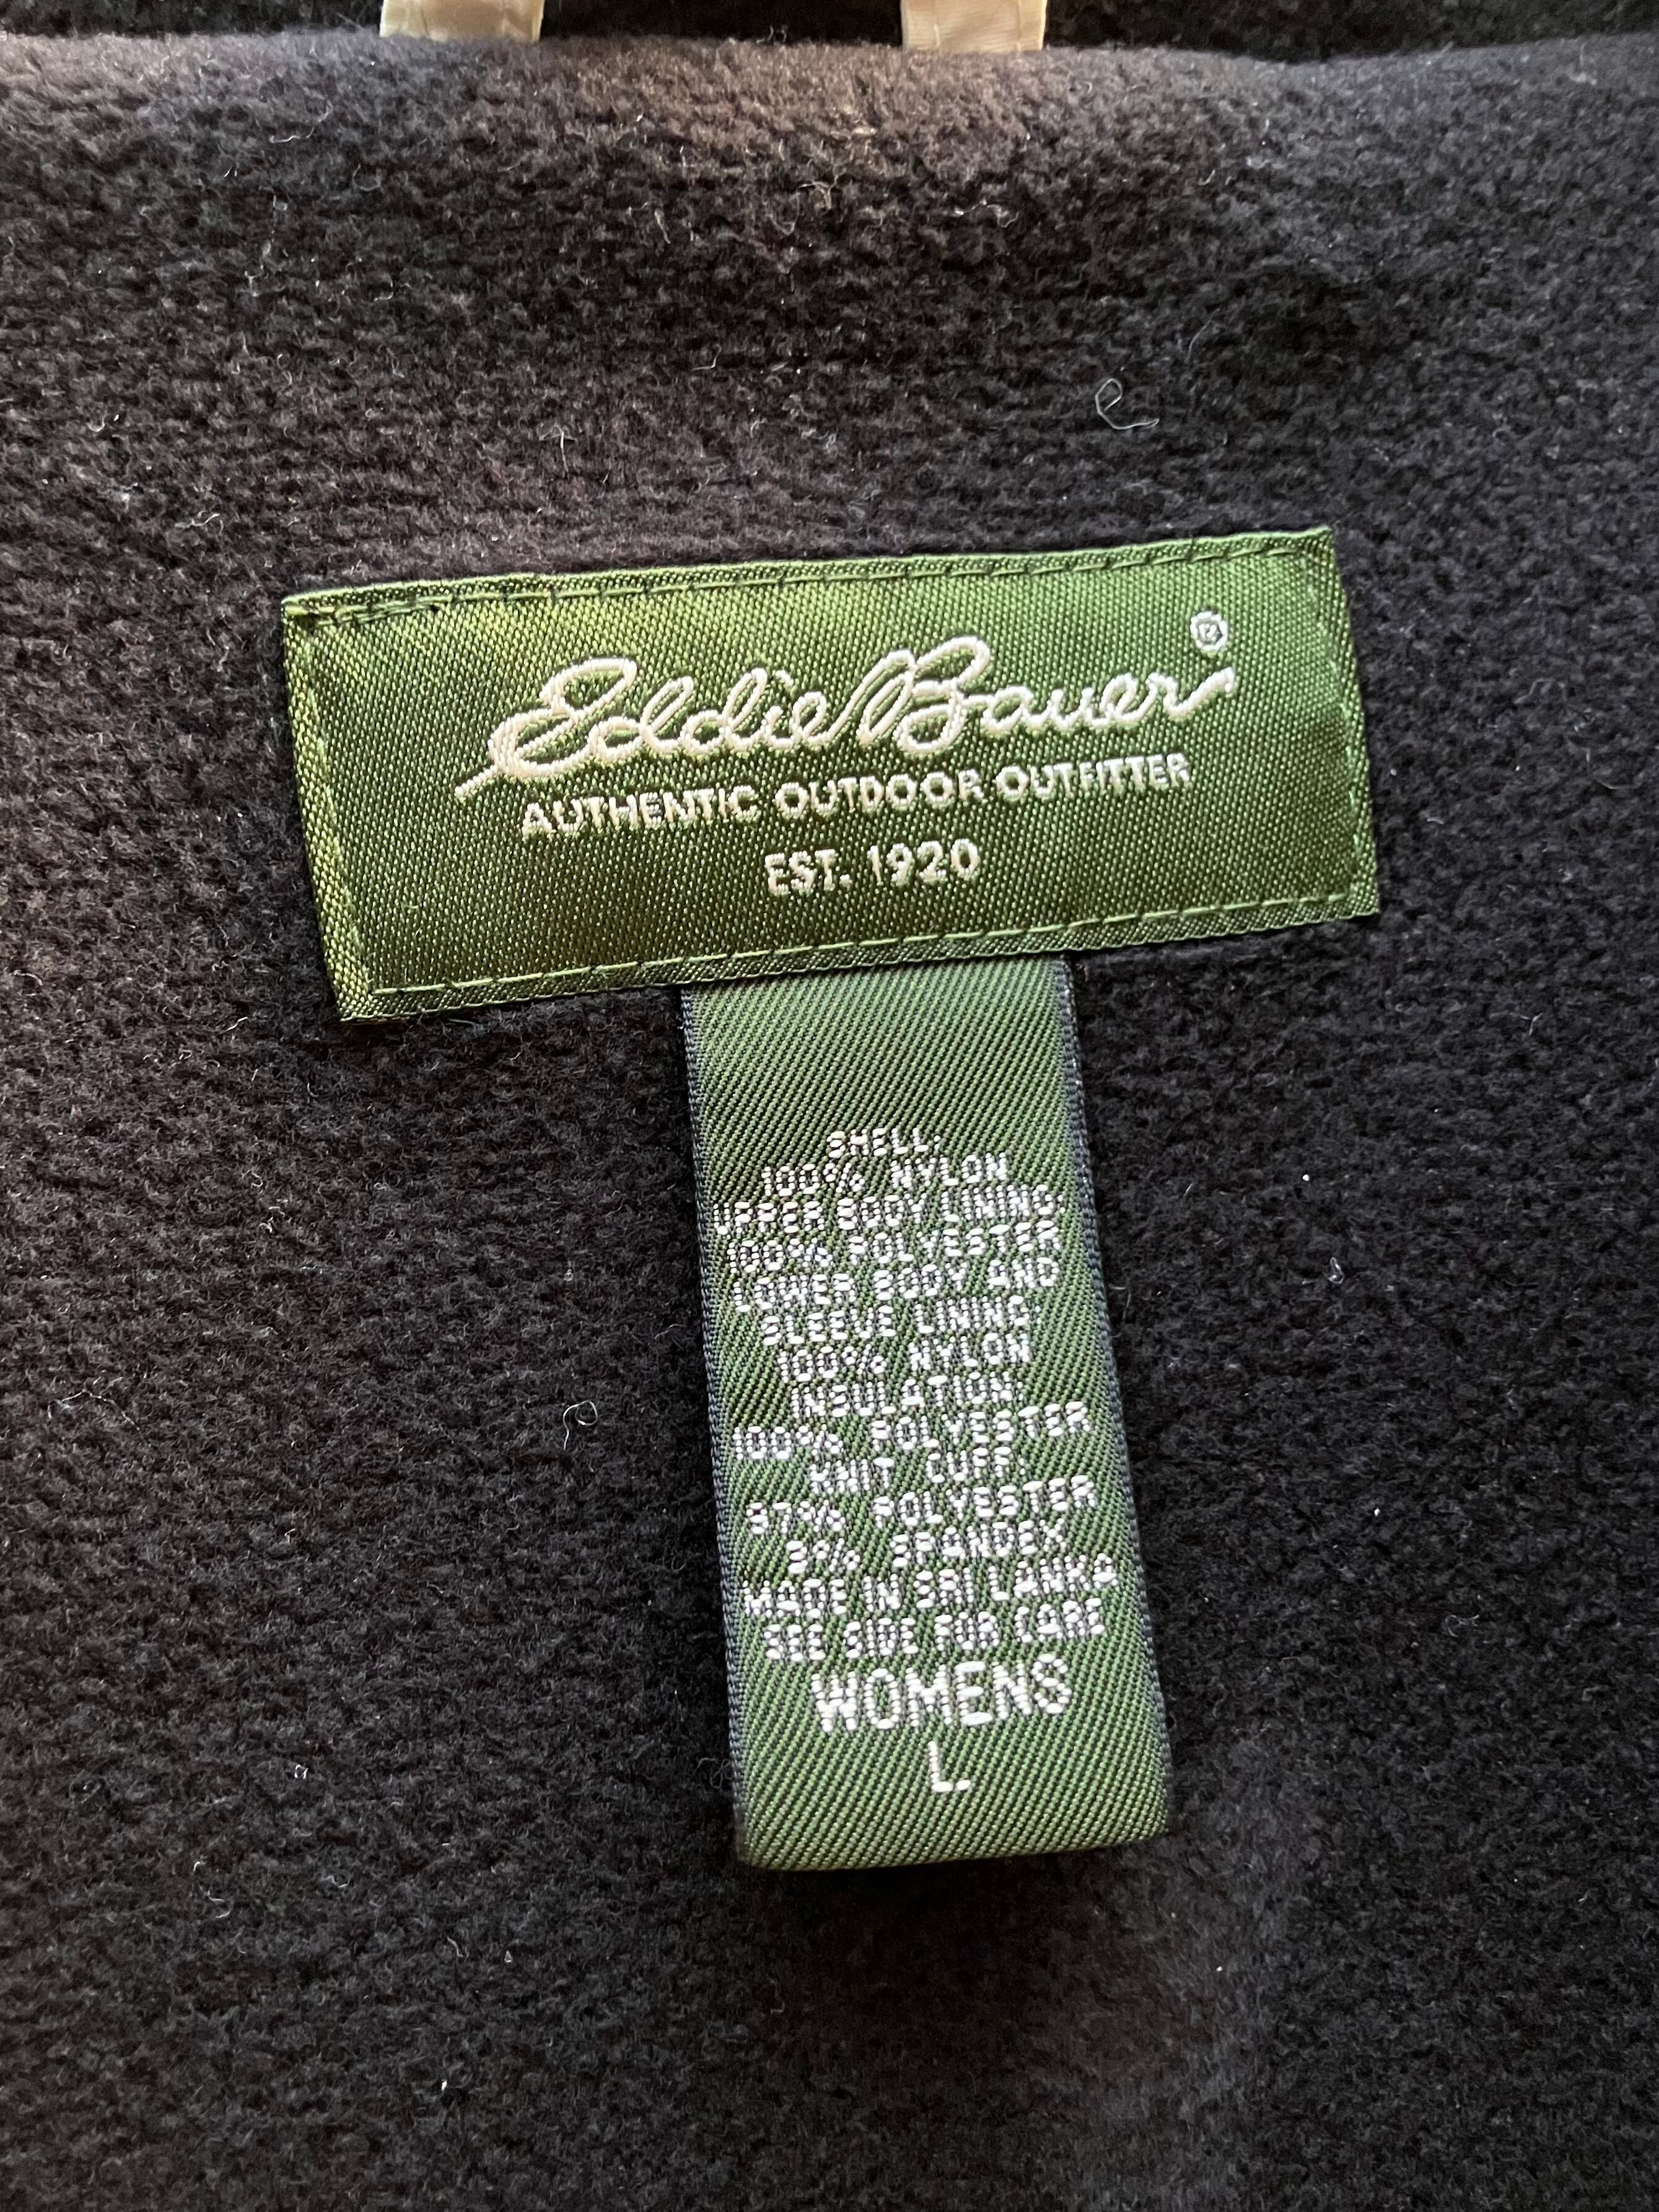 Eddie Bauer®
AUTHENTIC OUTDOOR OUTFITTER
EST. 1920
SHELL:
100% NYLON
UPPER BODY LINING:
100% POLYESTER
LOWER BODY AND
SLEEVE LINING
100% NYLON
INSULATION:
100% POLYESTER
KNIT CUFF:
97% POLYESTER
3% SPANDEX
MADE IN SRI LANKA
SEE SIDE FOR CARE
WOMENS
L.